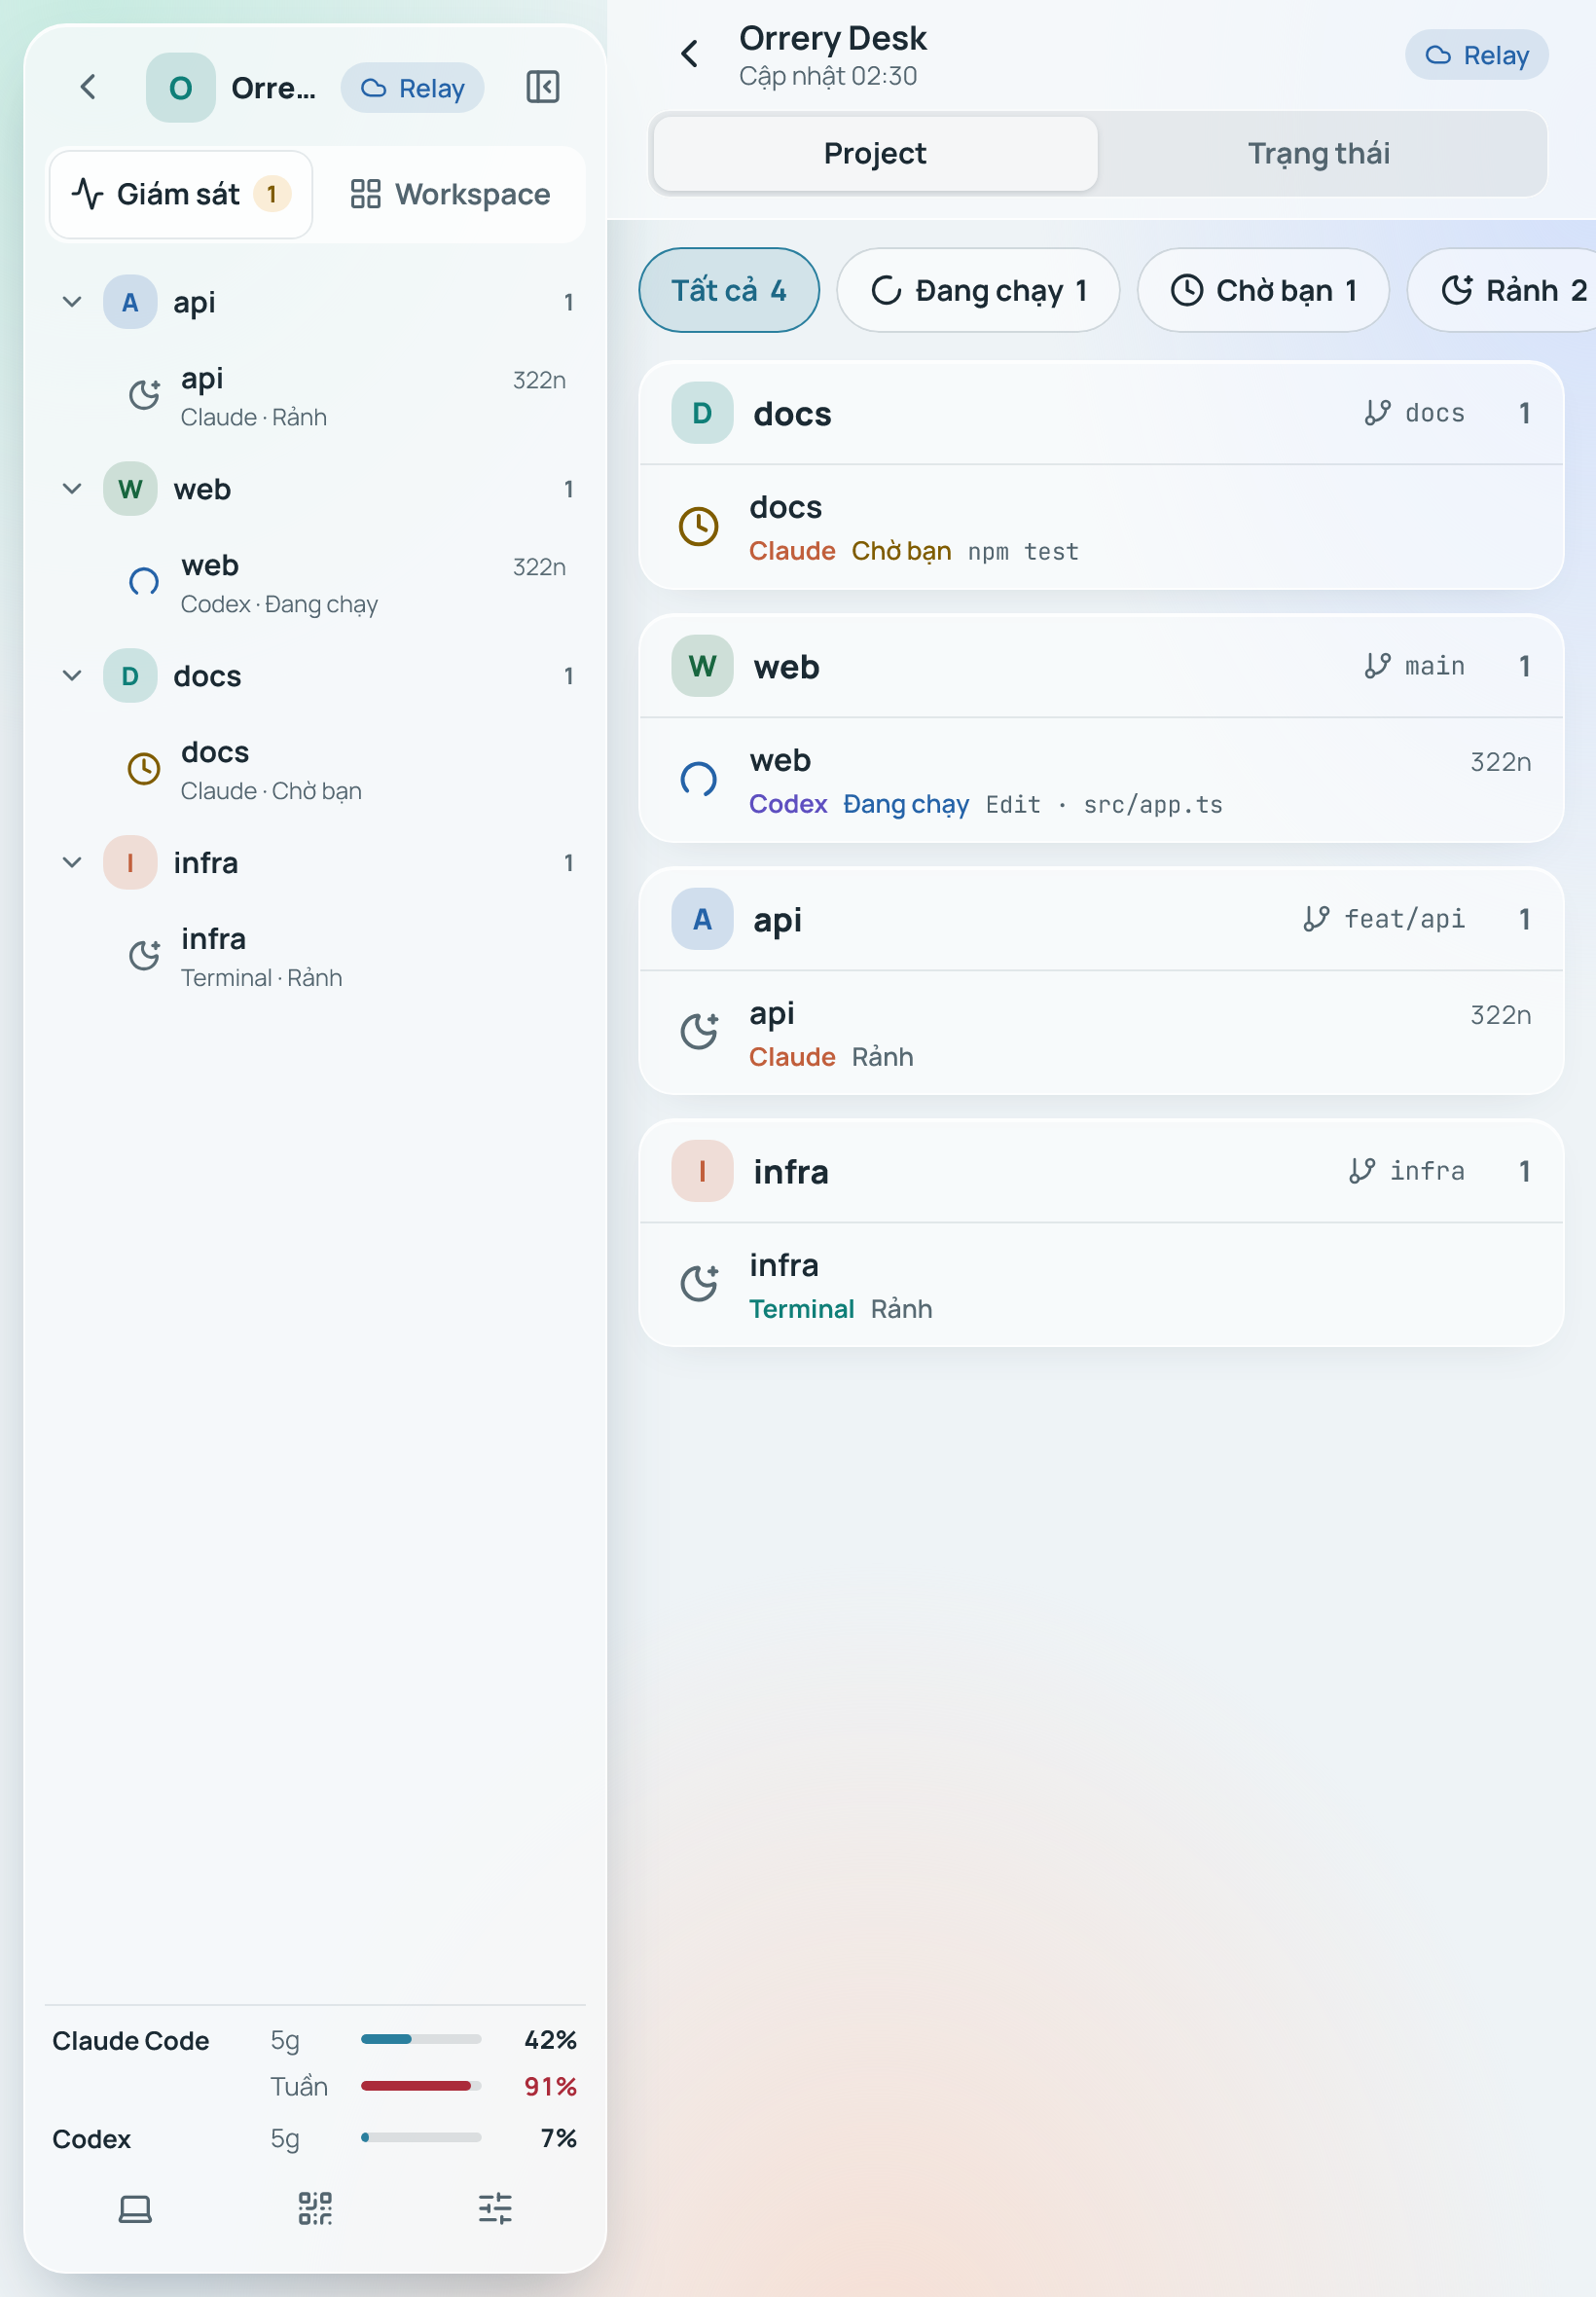 O Orre... Relay
Giám sát 1 Workspace
A api 1
api 322n
Claude · Rảnh
W web 1
web 322n
Codex · Đang chạy
D docs 1
docs
Claude · Chờ bạn
I infra 1
infra
Terminal · Rảnh
Claude Code 5g 42%
Tuần 91%
Codex 5g 7%
Orrery Desk
Cập nhật 02:30
Relay
Project Trạng thái
Tất cả 4 Đang chạy 1 Chờ bạn 1 Rảnh 2
D docs docs 1
docs
Claude Chờ bạn npm test
W web main 1
web 322n
Codex Đang chạy Edit · src/app.ts
A api feat/api 1
api 322n
Claude Rảnh
I infra infra 1
infra
Terminal Rảnh